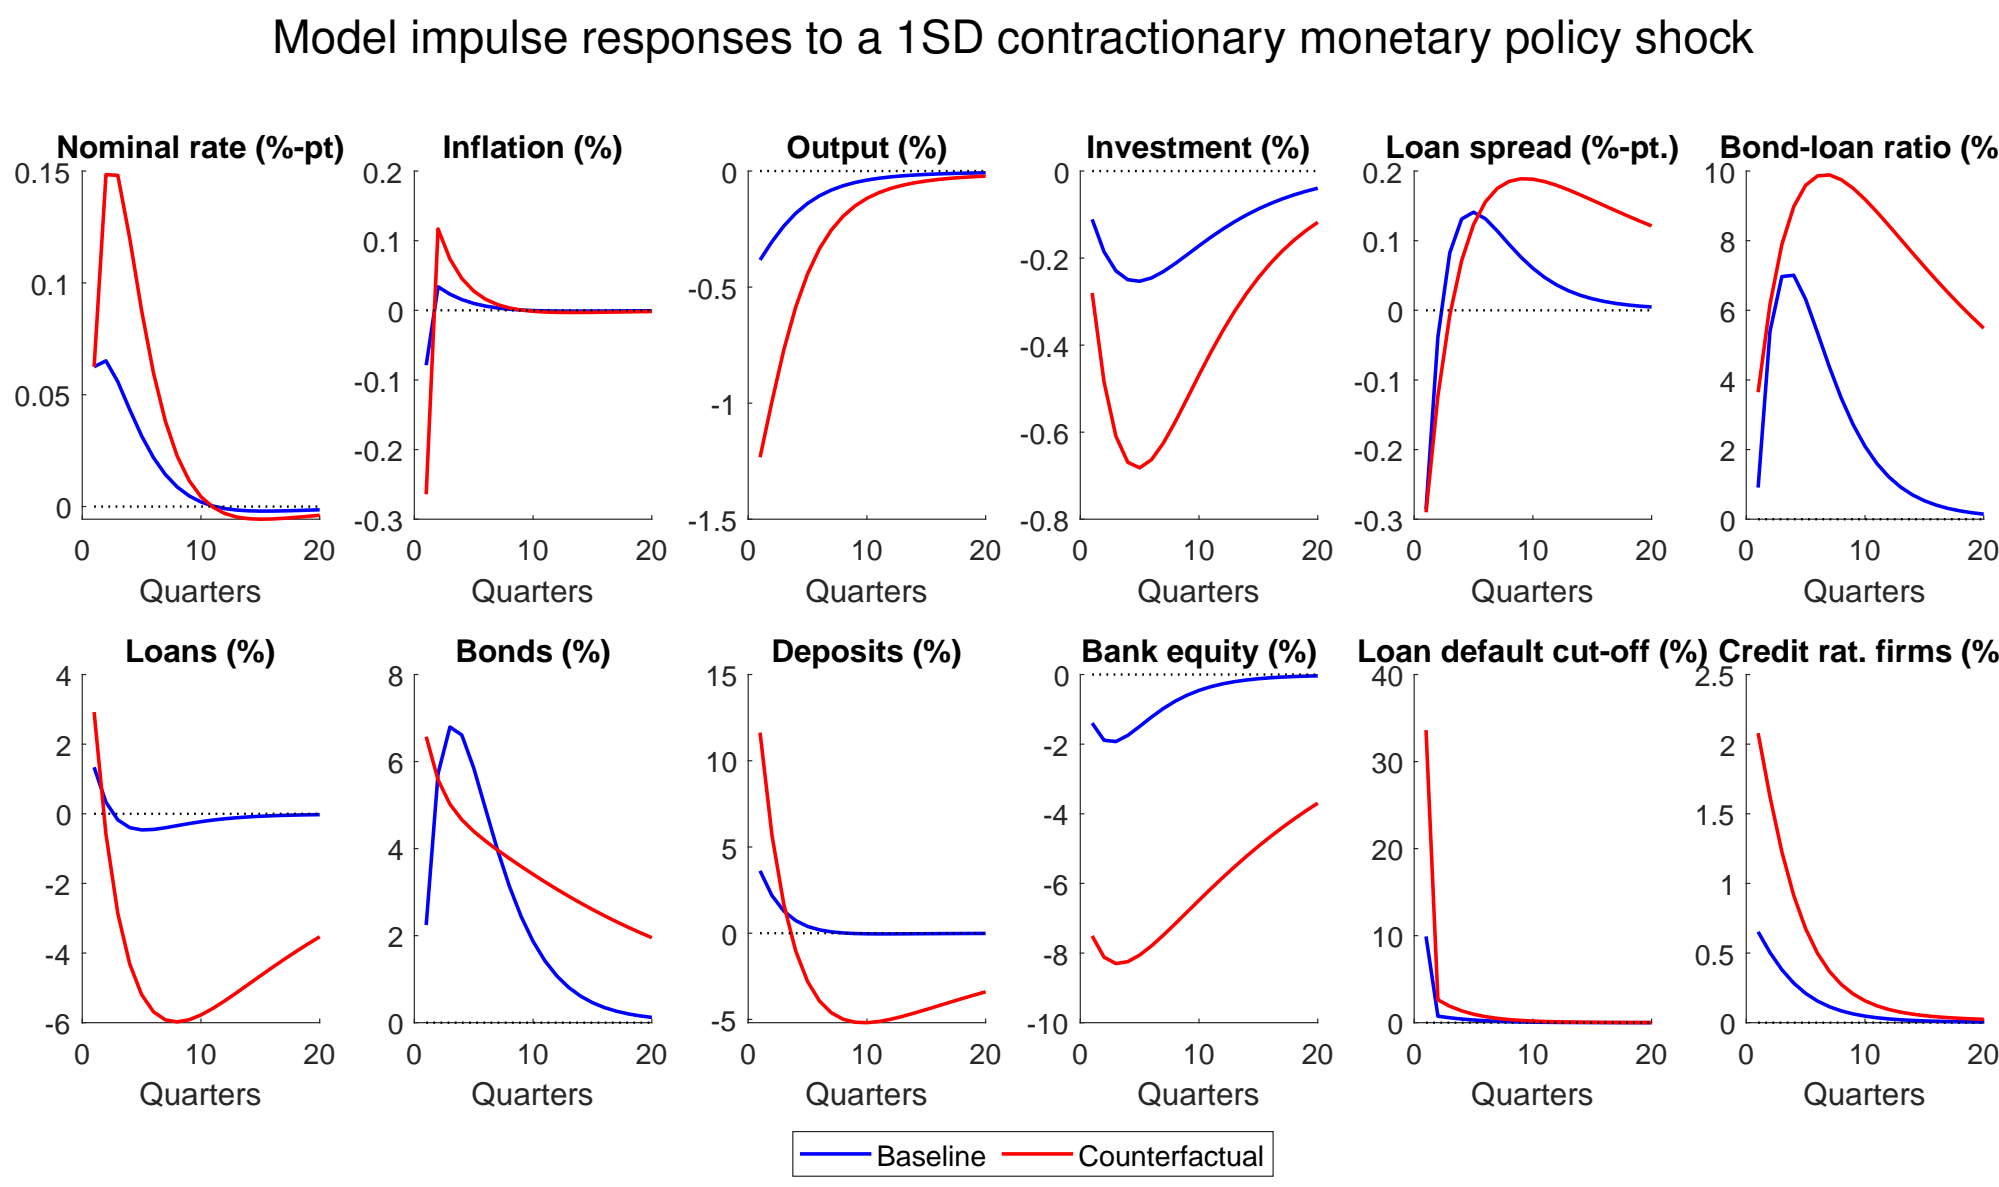 Model impulse responses to a 1SD contractionary monetary policy shock
Nominal rate (%-pt)
0.15
0.1
0.05
0
0 10 20
Quarters
Inflation (%)
0.2
0.1
0
-0.1
-0.2
-0.3
0 10 20
Quarters
Output (%)
0
-0.5
-1
-1.5
0 10 20
Quarters
Investment (%)
0
-0.2
-0.4
-0.6
-0.8
0 10 20
Quarters
Loan spread (%-pt.)
0.2
0.1
0
-0.1
-0.2
-0.3
0 10 20
Quarters
Bond-loan ratio (%
10
8
6
4
2
0
0 10 20
Quarters
Loans (%)
4
2
0
-2
-4
-6
0 10 20
Quarters
Bonds (%)
8
6
4
2
0
0 10 20
Quarters
Deposits (%)
15
10
5
0
-5
0 10 20
Quarters
Bank equity (%)
0
-2
-4
-6
-8
-10
0 10 20
Quarters
Loan default cut-off (%)
40
30
20
10
0
0 10 20
Quarters
Credit rat. firms (%
2.5
2
1.5
1
0.5
0
0 10 20
Quarters
Baseline
Counterfactual